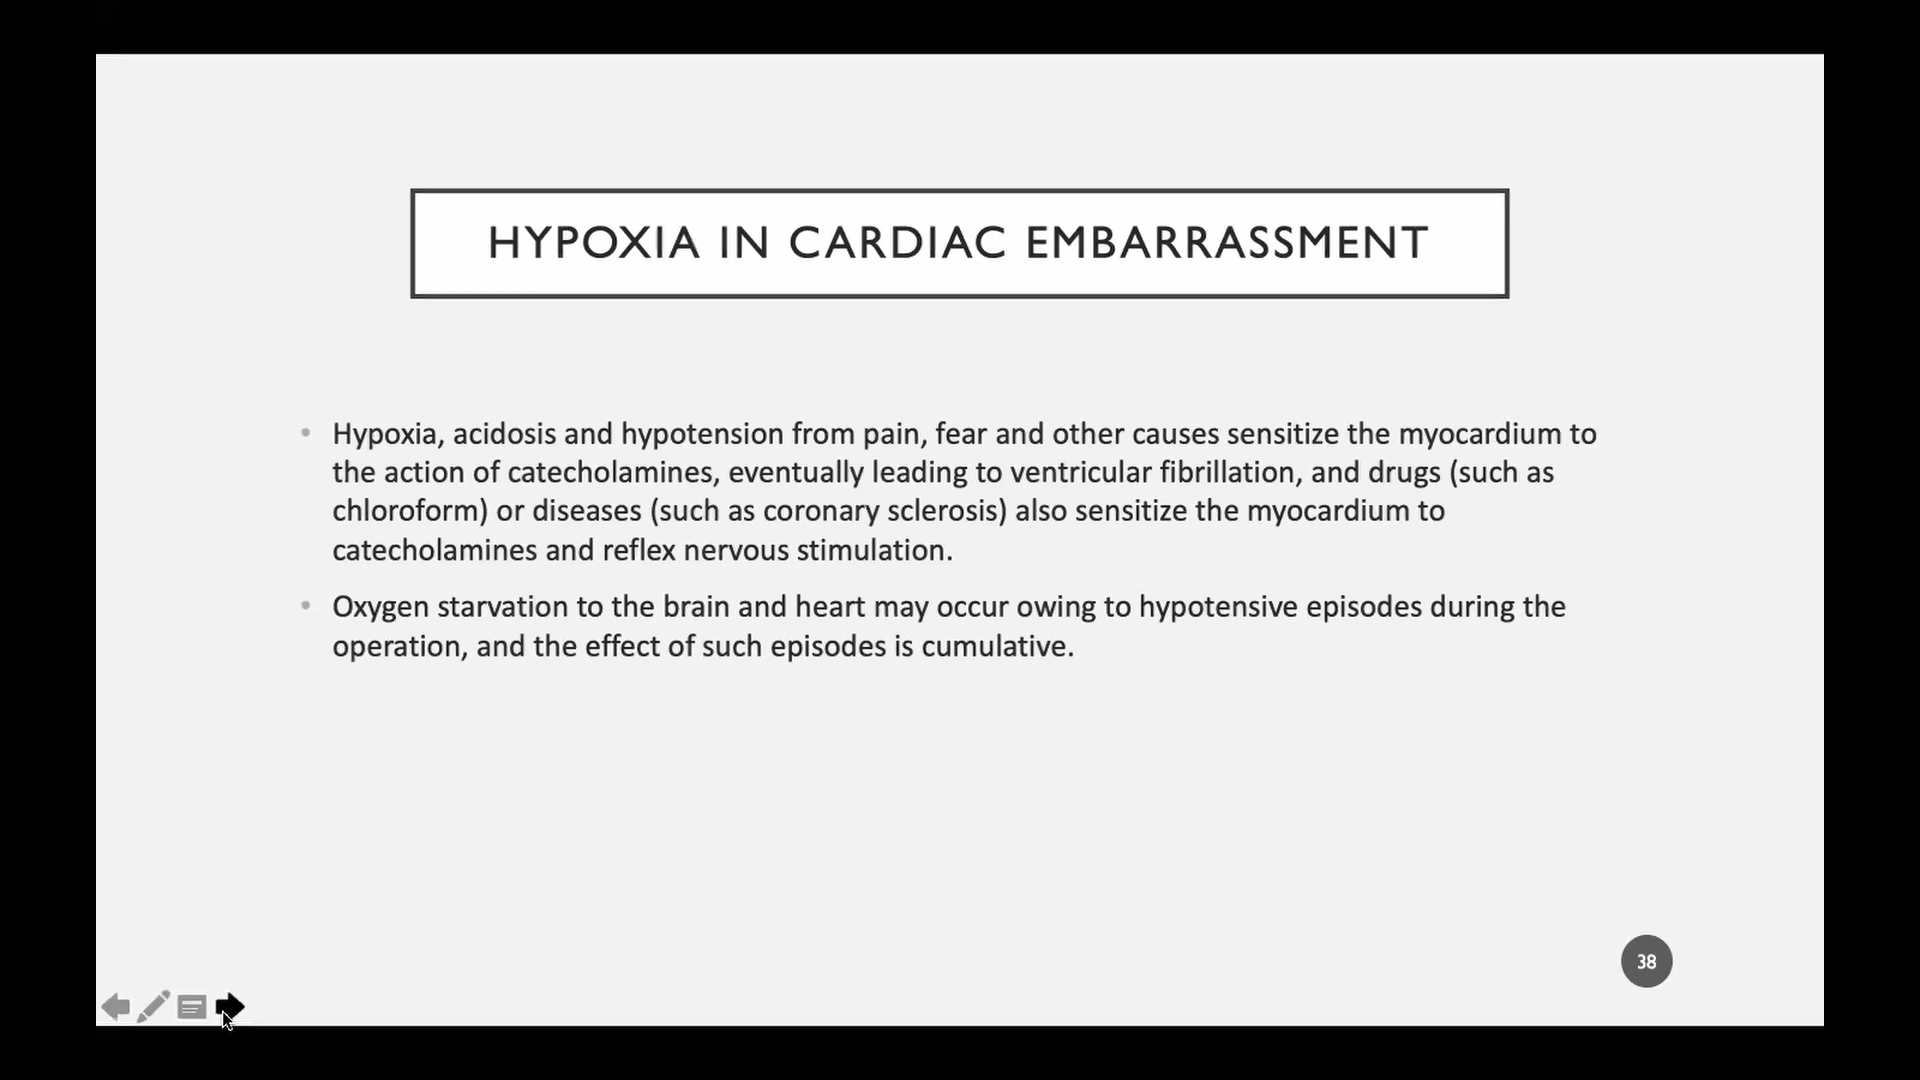 HYPOXIA IN CARDIAC EMBARRASSMENT
• Hypoxia, acidosis and hypotension from pain, fear and other causes sensitize the myocardium to
the action of catecholamines, eventually leading to ventricular fibrillation, and drugs (such as
chloroform) or diseases (such as coronary sclerosis) also sensitize the myocardium to
catecholamines and reflex nervous stimulation.
• Oxygen starvation to the brain and heart may occur owing to hypotensive episodes during the
operation, and the effect of such episodes is cumulative.
38